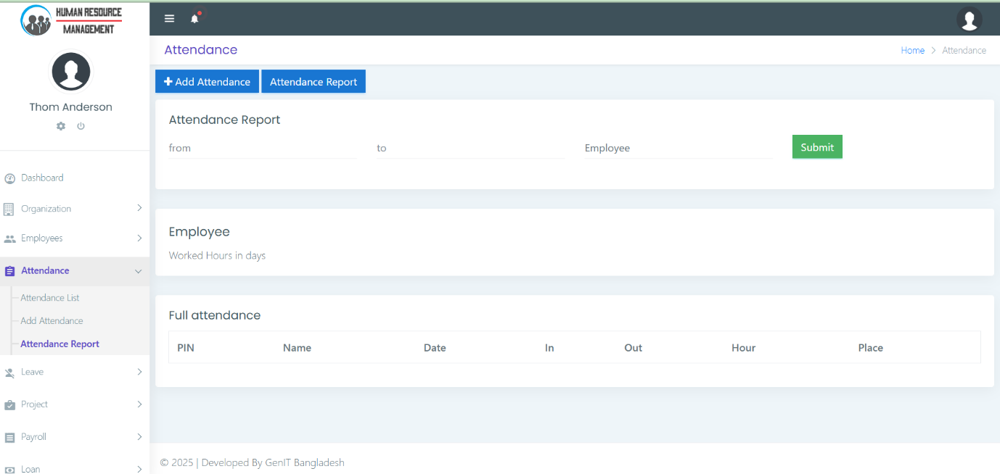 HUMAN RESOURCE
MANAGEMENT
Thom Anderson
Dashboard
Organization
Employees
Attendance
Attendance List
Add Attendance
Attendance Report
Leave
Project
Payroll
Loan
Attendance
Home > Attendance
+ Add Attendance
Attendance Report
Attendance Report
from to Employee Submit
Employee
Worked Hours in days
Full attendance
PIN Name Date In Out Hour Place
© 2025 | Developed By GenIT Bangladesh